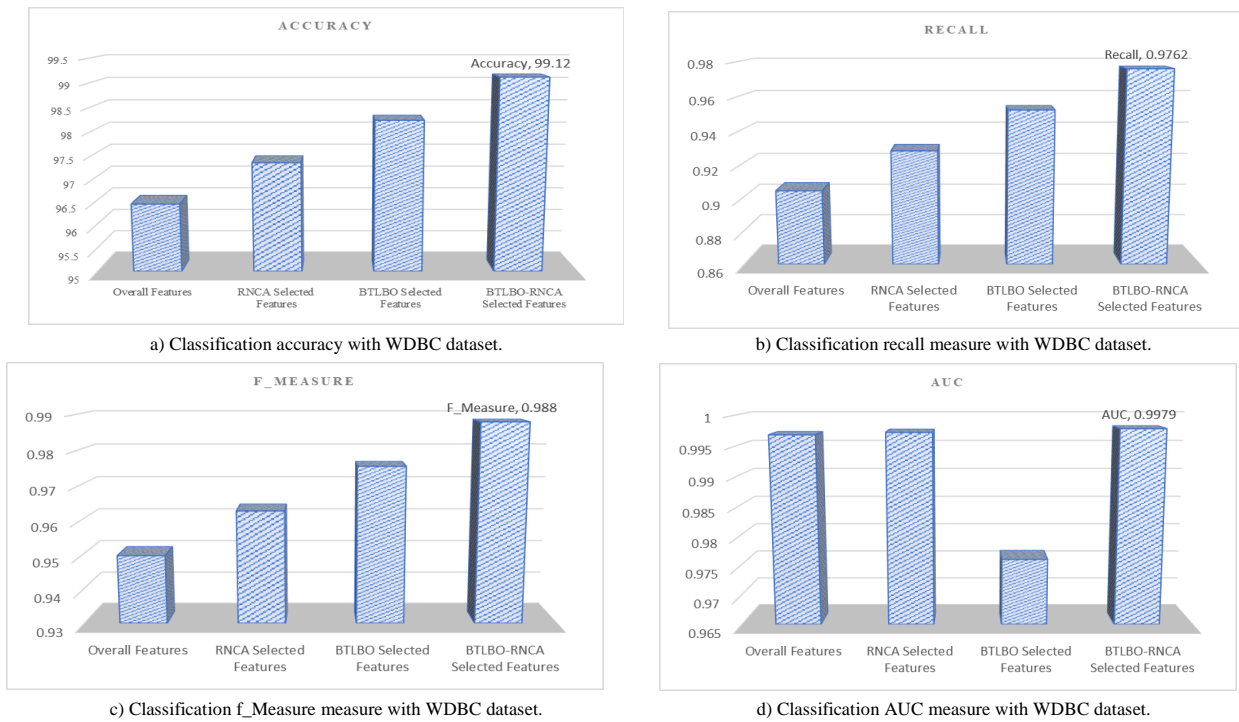 ACCURACY
99.5
99
98.5
98
97.5
97
96.5
96
95.5
95
Accuracy, 99.12
Overall Features
RNCA Selected
Features
BTLBO Selected
Features
BTLBO-RNCA
Selected Features
a) Classification accuracy with WDBC dataset.
RECALL
0.98
0.96
0.94
0.92
0.9
0.88
0.86
Recall, 0.9762
Overall Features
RNCA Selected
Features
BTLBO Selected
Features
BTLBO-RNCA
Selected Features
b) Classification recall measure with WDBC dataset.
F_MEASURE
0.99
0.98
0.97
0.96
0.95
0.94
0.93
F_Measure, 0.988
Overall Features
RNCA Selected
Features
BTLBO Selected
Features
BTLBO-RNCA
Selected Features
c) Classification f_Measure measure with WDBC dataset.
AUC
1
0.995
0.99
0.985
0.98
0.975
0.97
0.965
AUC, 0.9979
Overall Features
RNCA Selected
Features
BTLBO Selected
Features
BTLBO-RNCA
Selected Features
d) Classification AUC measure with WDBC dataset.